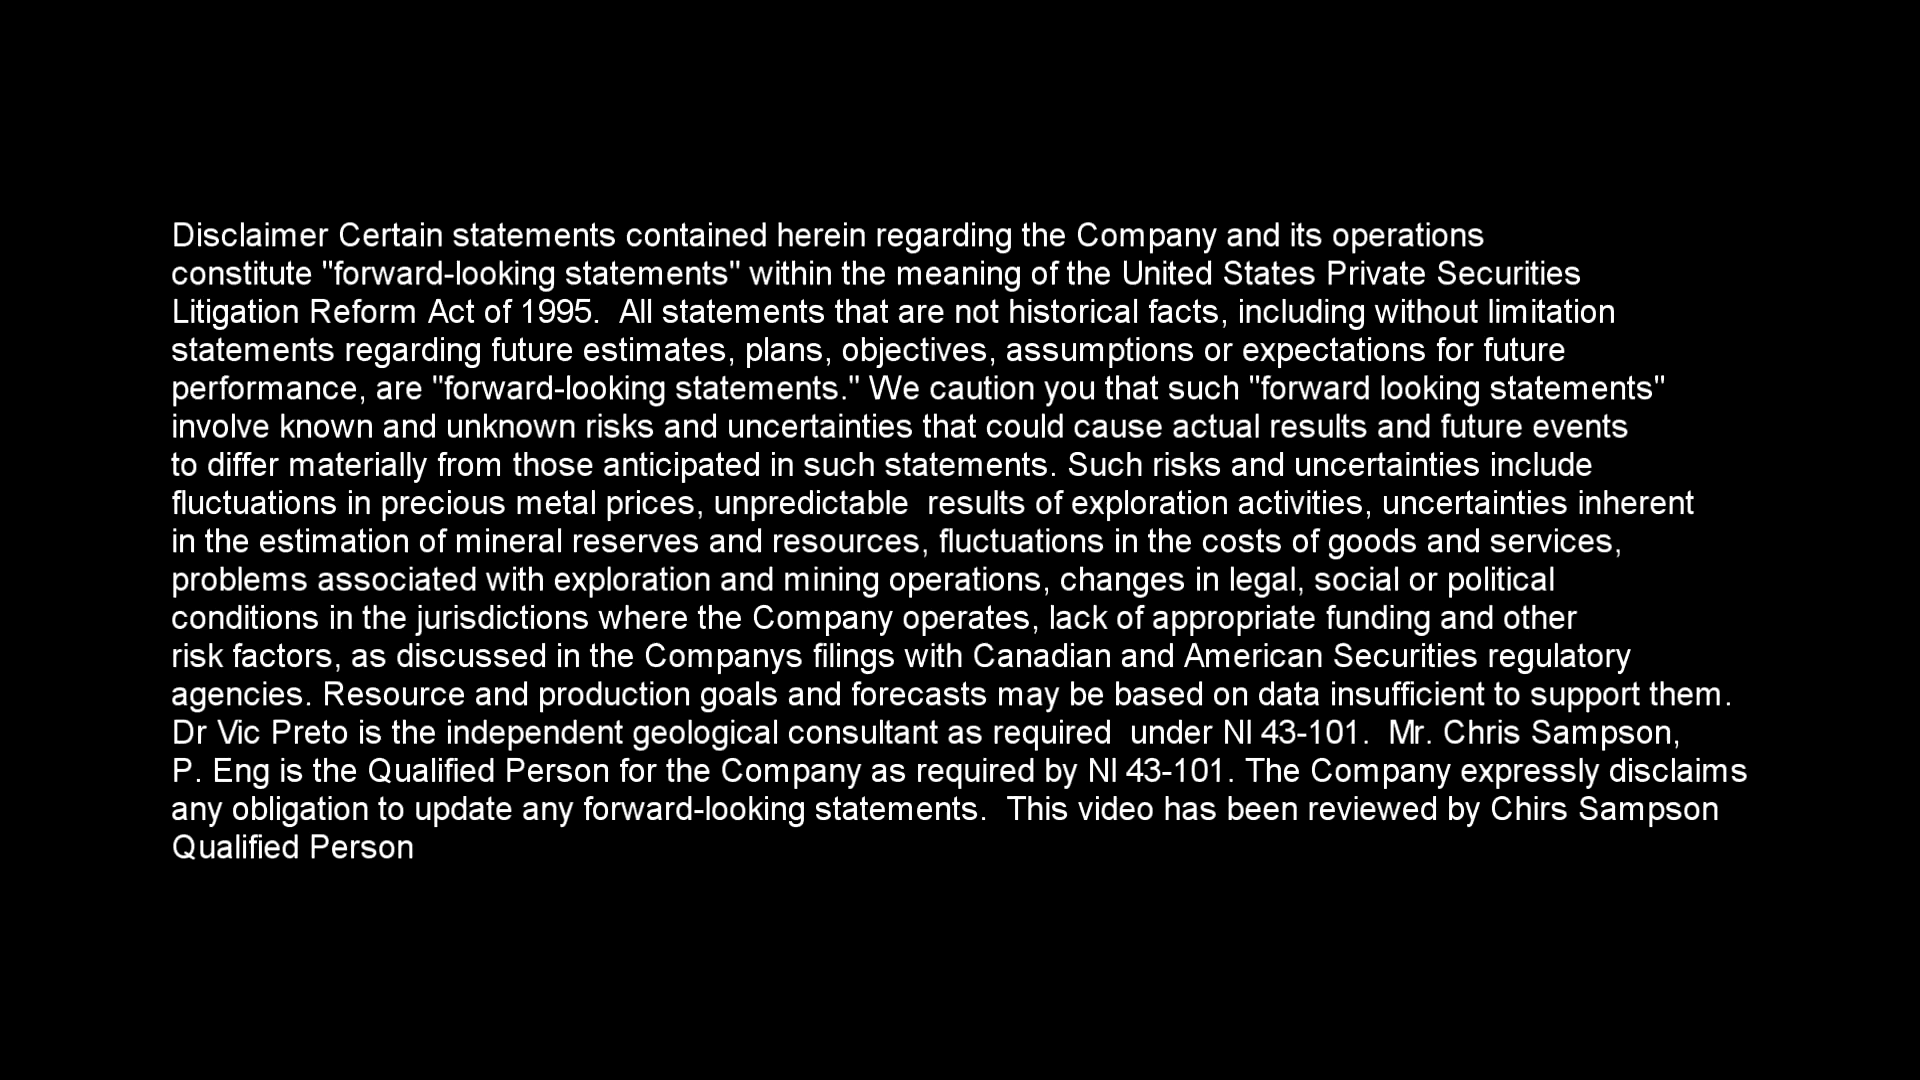 Disclaimer Certain statements contained herein regarding the Company and its operations
constitute "forward-looking statements" within the meaning of the United States Private Securities
Litigation Reform Act of 1995.  All statements that are not historical facts, including without limitation
statements regarding future estimates, plans, objectives, assumptions or expectations for future
performance, are "forward-looking statements." We caution you that such "forward looking statements"
involve known and unknown risks and uncertainties that could cause actual results and future events
to differ materially from those anticipated in such statements. Such risks and uncertainties include
fluctuations in precious metal prices, unpredictable  results of exploration activities, uncertainties inherent
in the estimation of mineral reserves and resources, fluctuations in the costs of goods and services,
problems associated with exploration and mining operations, changes in legal, social or political
conditions in the jurisdictions where the Company operates, lack of appropriate funding and other
risk factors, as discussed in the Companys filings with Canadian and American Securities regulatory
agencies. Resource and production goals and forecasts may be based on data insufficient to support them.
Dr Vic Preto is the independent geological consultant as required  under NI 43-101.  Mr. Chris Sampson,
P. Eng is the Qualified Person for the Company as required by NI 43-101. The Company expressly disclaims
any obligation to update any forward-looking statements.  This video has been reviewed by Chirs Sampson
Qualified Person